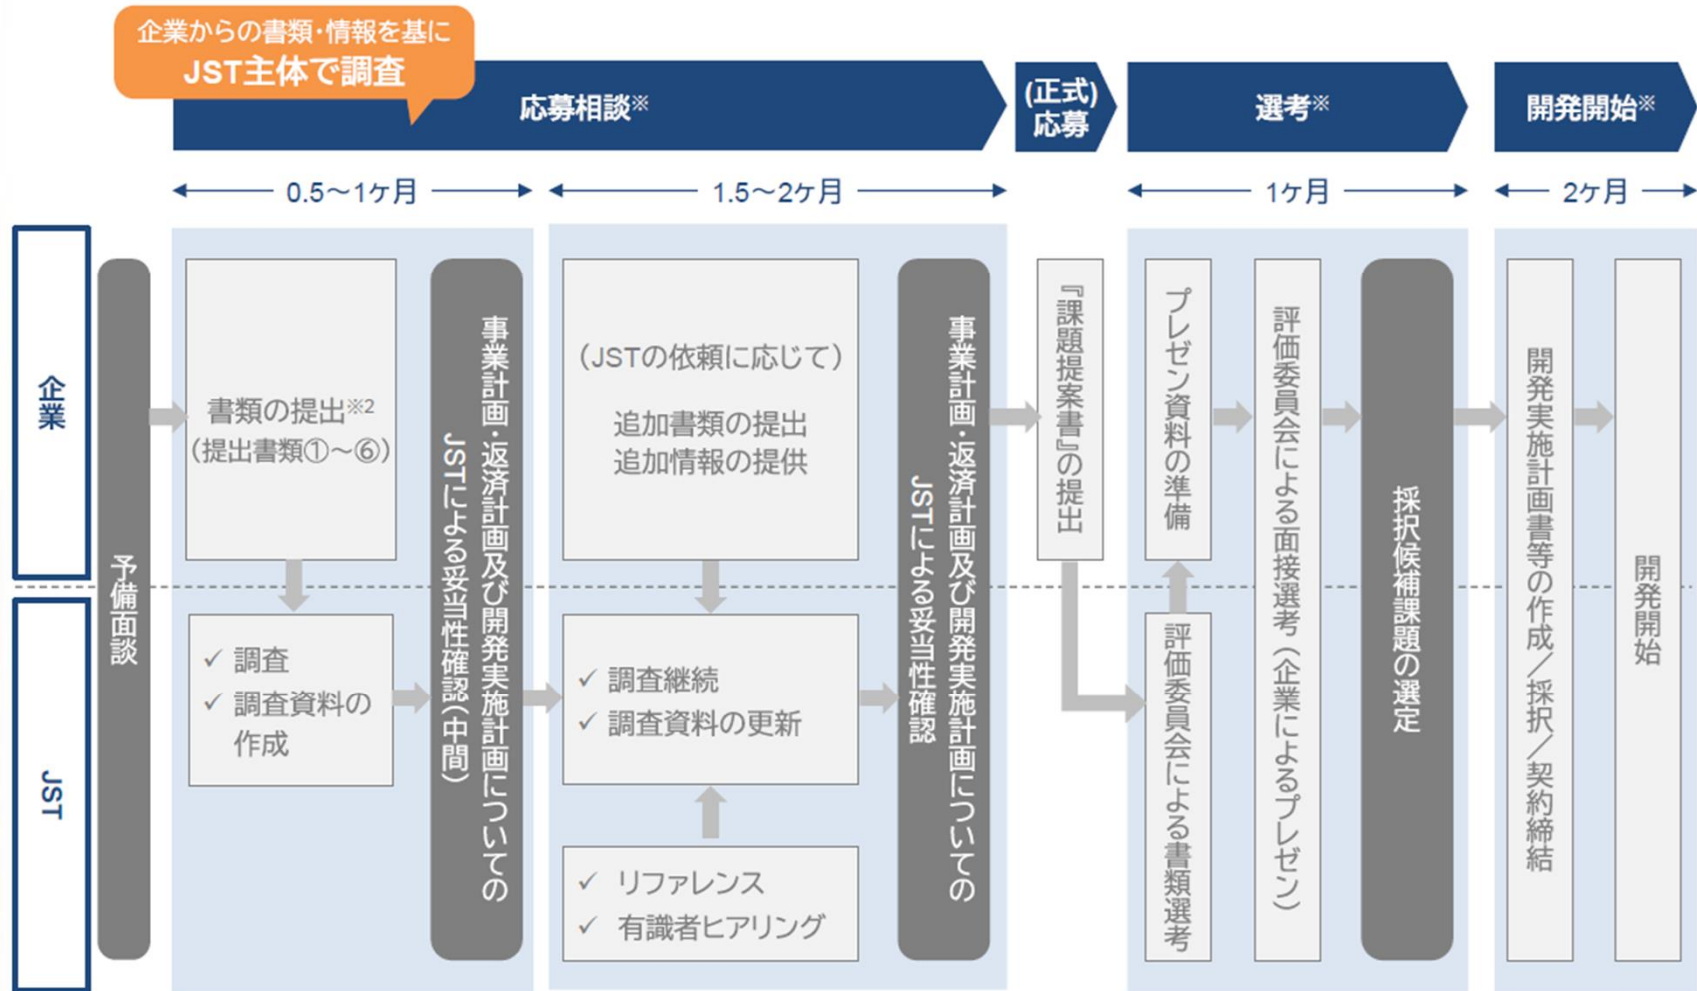 企業からの書類・情報を基に
JST主体で調査
応募相談※
(正式)
応募
選考※
開発開始※
0.5～1ヶ月
1.5～2ヶ月
1ヶ月
2ヶ月
企業
JST
予備面談
書類の提出※2
(提出書類①～⑥)
✓ 調査
✓ 調査資料の
作成
事業計画・返済計画及び開発実施計画についての
JSTによる妥当性確認(中間)
(JSTの依頼に応じて)
追加書類の提出
追加情報の提供
✓ 調査継続
✓ 調査資料の更新
✓ リファレンス
✓ 有識者ヒアリング
事業計画・返済計画及び開発実施計画についての
JSTによる妥当性確認
『課題提案書』の提出
プレゼン資料の準備
評価委員会による書類選考
評価委員会による面接選考(企業によるプレゼン)
採択候補課題の選定
開発実施計画書等の作成／採択／契約締結
開発開始